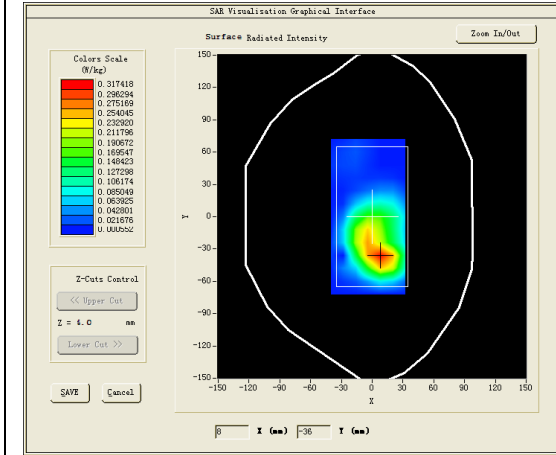 SAR Visualisation Graphical Interface
Surface Radiated Intensity
Zoom In/Out
Colors Scale
(W/kg)
0.317418
0.296294
0.275169
0.254045
0.232920
0.211796
0.190672
0.169547
0.148423
0.127298
0.106174
0.085049
0.063925
0.042801
0.021676
0.000552
150
120
90
60
30
0
-30
-60
-90
-120
-150
Y
-150 -120 -90 -60 -30 0 30 60 90 120 150
X
Z-Cuts Control
<< Upper Cut
Z = 4.0 mm
Lower Cut >>
SAVE Cancel
8 X (mm) -36 Y (mm)